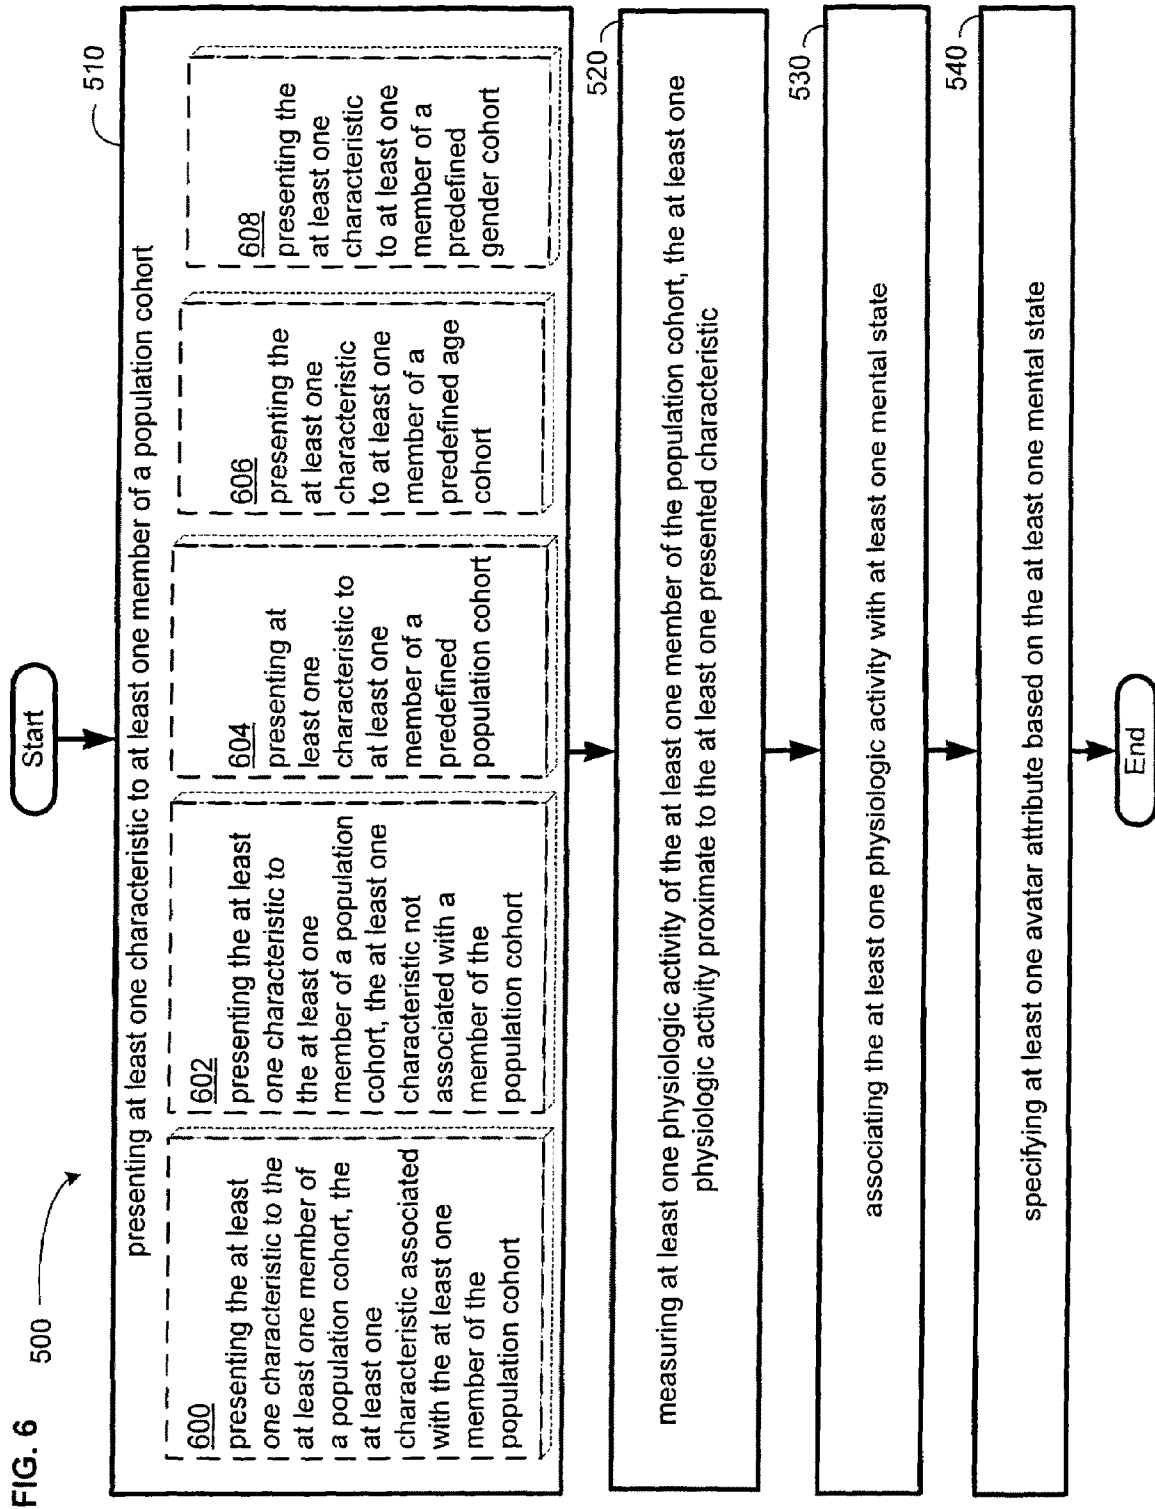 FIG. 6
500
Start
510
presenting at least one characteristic to at least one member of a population cohort
600
presenting the at least
one characteristic to the
at least one member of
a population cohort, the
at least one
characteristic associated
with the at least one
member of the
population cohort
602
presenting the at least
one characteristic to
the at least one
member of a population
cohort, the at least one
characteristic not
associated with a
member of the
population cohort
604
presenting at
least one
characteristic to
at least one
member of a
predefined
population cohort
606
presenting the
at least one
characteristic
to at least one
member of a
predefined age
cohort
608
presenting the
at least one
characteristic
to at least one
member of a
predefined
gender cohort
520
measuring at least one physiologic activity of the at least one member of the population cohort, the at least one
physiologic activity proximate to the at least one presented characteristic
530
associating the at least one physiologic activity with at least one mental state
540
specifying at least one avatar attribute based on the at least one mental state
End